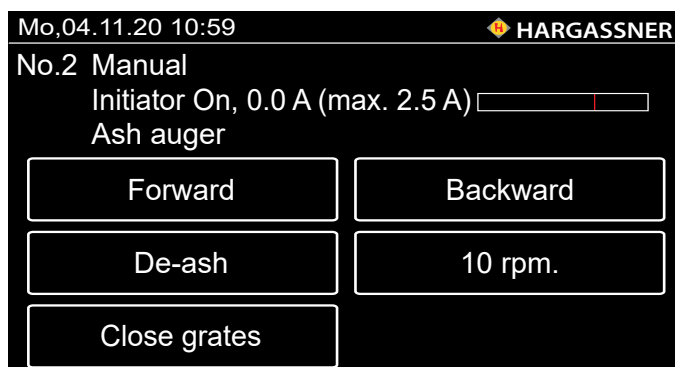 Mo,04.11.20 10:59 HARGASSNER
No.2 Manual
Initiator On, 0.0 A (max. 2.5 A)
Ash auger
Forward Backward
De-ash 10 rpm.
Close grates